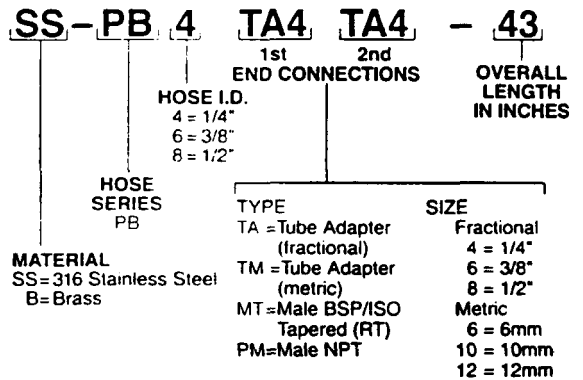 SS-PB 4 TA4 TA4 - 43
1st 2nd
END CONNECTIONS
OVERALL
LENGTH
IN INCHES
HOSE I.D.
4 = 1/4"
6 = 3/8"
8 = 1/2"
HOSE
SERIES
PB
MATERIAL
SS=316 Stainless Steel
B=Brass
TYPE
TA =Tube Adapter
(fractional)
TM =Tube Adapter
(metric)
MT=Male BSP/ISO
Tapered (RT)
PM=Male NPT
SIZE
Fractional
4 = 1/4"
6 = 3/8"
8 = 1/2"
Metric
6 = 6mm
10 = 10mm
12 = 12mm